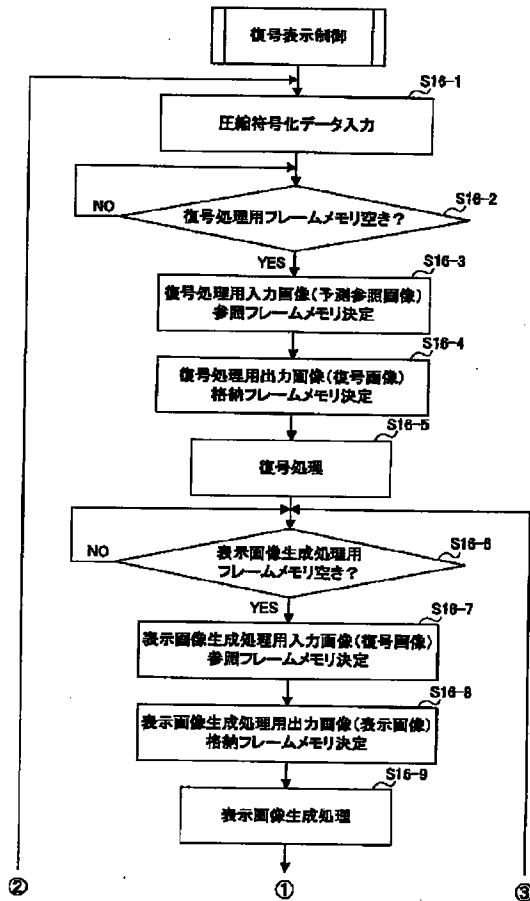 復号表示制御
S16-1
圧縮符号化データ入力
S16-2
NO
復号処理用フレームメモリ空き?
YES
S16-3
復号処理用入力画像(予測参照画像)
参照フレームメモリ決定
S16-4
復号処理用出力画像(復号画像)
格納フレームメモリ決定
S16-5
復号処理
S16-6
NO
表示画像生成処理用
フレームメモリ空き?
YES
S16-7
表示画像生成処理用入力画像(復号画像)
参照フレームメモリ決定
S16-8
表示画像生成処理用出力画像(表示画像)
格納フレームメモリ決定
S16-9
表示画像生成処理
② ① ③